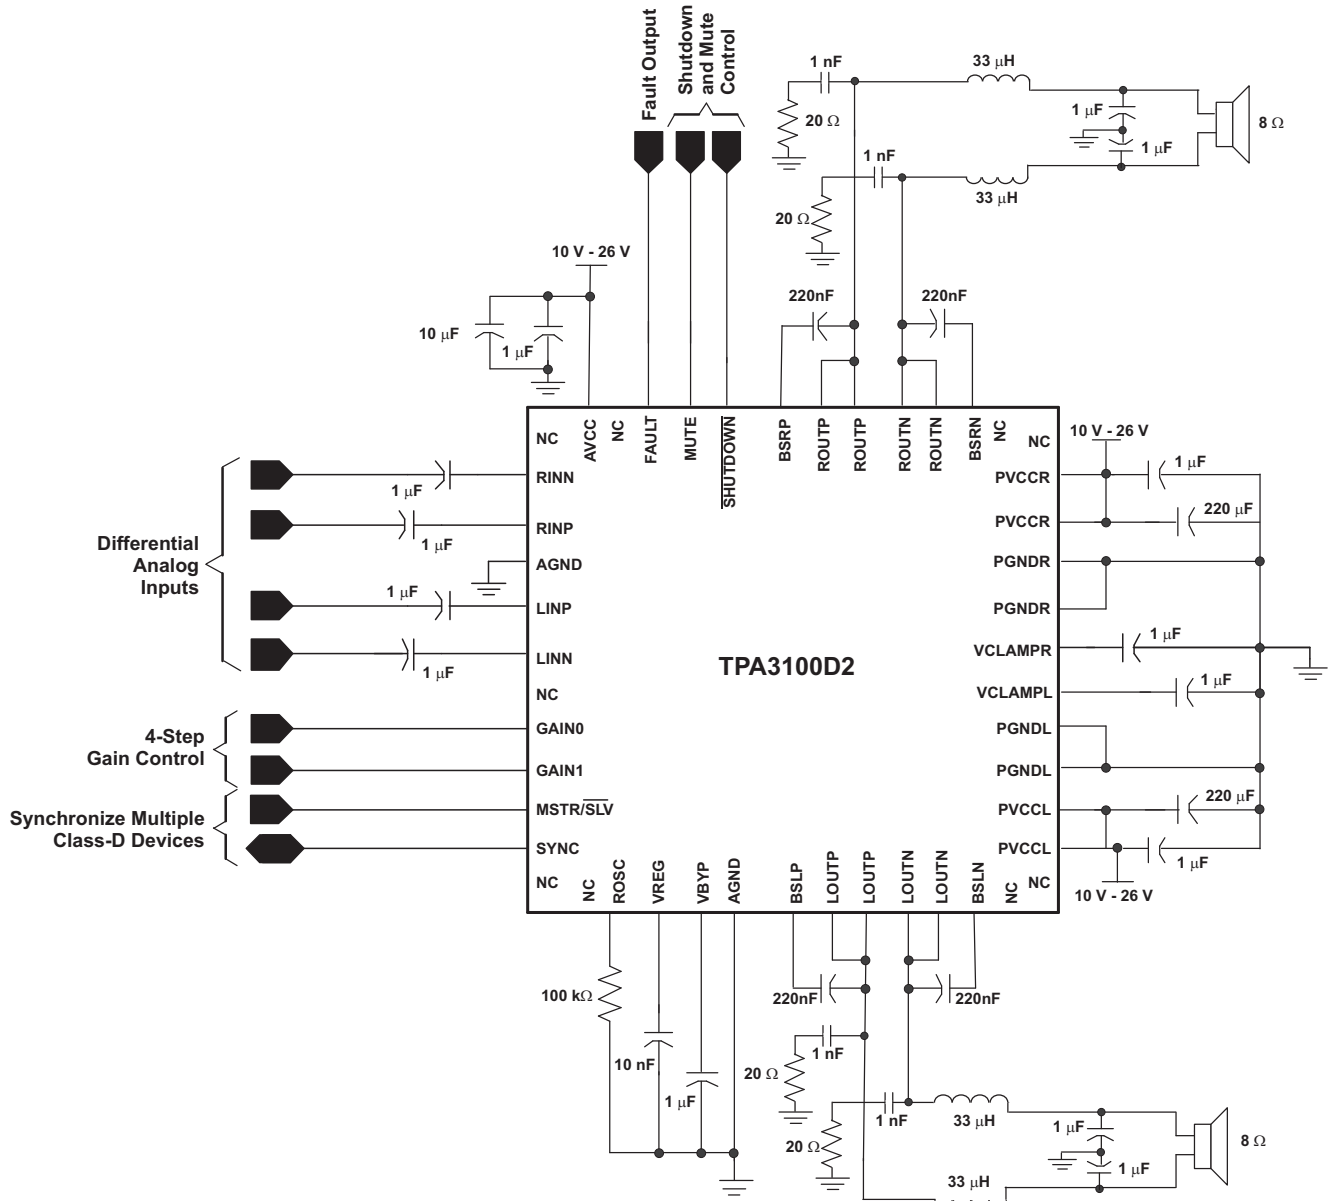 Fault Output
Shutdown
and Mute
Control
1 nF
33 μH
20 Ω
1 μF
1 μF
8 Ω
1 nF
33 μH
20 Ω
10 V - 26 V
10 μF
1 μF
220nF
220nF
NC
AVCC
NC
FAULT
MUTE
SHUTDOWN
BSRP
ROUTP
ROUTP
ROUTN
ROUTN
BSRN
NC
NC
Differential
Analog
Inputs
1 μF
1 μF
1 μF
1 μF
RINN
RINP
AGND
LINP
LINN
NC
4-Step
Gain Control
GAIN0
GAIN1
Synchronize Multiple
Class-D Devices
MSTR/SLV
SYNC
NC
TPA3100D2
10 V - 26 V
PVCCR
1 μF
PVCCR
220 μF
PGNDR
PGNDR
VCLAMPR
1 μF
VCLAMPL
1 μF
PGNDL
PGNDL
PVCCL
220 μF
PVCCL
1 μF
10 V - 26 V
NC
ROSC
VREG
VBYP
AGND
BSLP
LOUTP
LOUTP
LOUTN
LOUTN
BSLN
NC
NC
100 kΩ
10 nF
1 μF
220nF
220nF
1 nF
20 Ω
1 nF
33 μH
20 Ω
1 μF
1 μF
8 Ω
33 μH